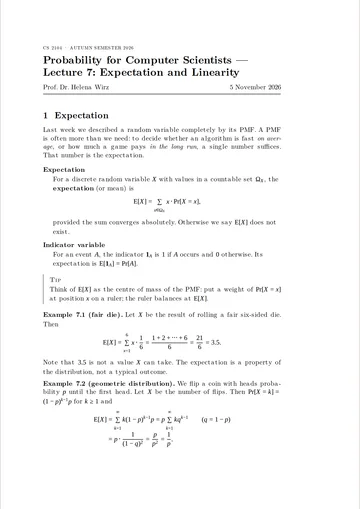 CS 2104 · AUTUMN SEMESTER 2026
Probability for Computer Scientists —
Lecture 7: Expectation and Linearity
Prof. Dr. Helena Wirz 5 November 2026
1 Expectation
Last week we described a random variable completely by its PMF. A PMF
is often more than we need: to decide whether an algorithm is fast on aver-
age, or how much a game pays in the long run, a single number suffices.
That number is the expectation.
Expectation
For a discrete random variable X with values in a countable set Ω_X, the
expectation (or mean) is
E[X] = ∑_{x∈Ω_X} x · Pr[X = x],
provided the sum converges absolutely. Otherwise we say E[X] does not
exist.
Indicator variable
For an event A, the indicator 1_A is 1 if A occurs and 0 otherwise. Its
expectation is E[1_A] = Pr[A].
TIP
Think of E[X] as the centre of mass of the PMF: put a weight of Pr[X = x]
at position x on a ruler; the ruler balances at E[X].
Example 7.1 (fair die). Let X be the result of rolling a fair six-sided die.
Then
E[X] = ∑_{x=1}^{6} x · 1/6 = (1 + 2 + ⋯ + 6)/6 = 21/6 = 3.5.
Note that 3.5 is not a value X can take. The expectation is a property of
the distribution, not a typical outcome.
Example 7.2 (geometric distribution). We flip a coin with heads proba-
bility p until the first head. Let X be the number of flips. Then Pr[X = k] =
(1 − p)^{k−1}p for k ≥ 1 and
E[X] = ∑_{k=1}^{∞} k(1 − p)^{k−1}p = p ∑_{k=1}^{∞} kq^{k−1} (q = 1 − p)
= p · 1/(1 − q)² = p/p² = 1/p.